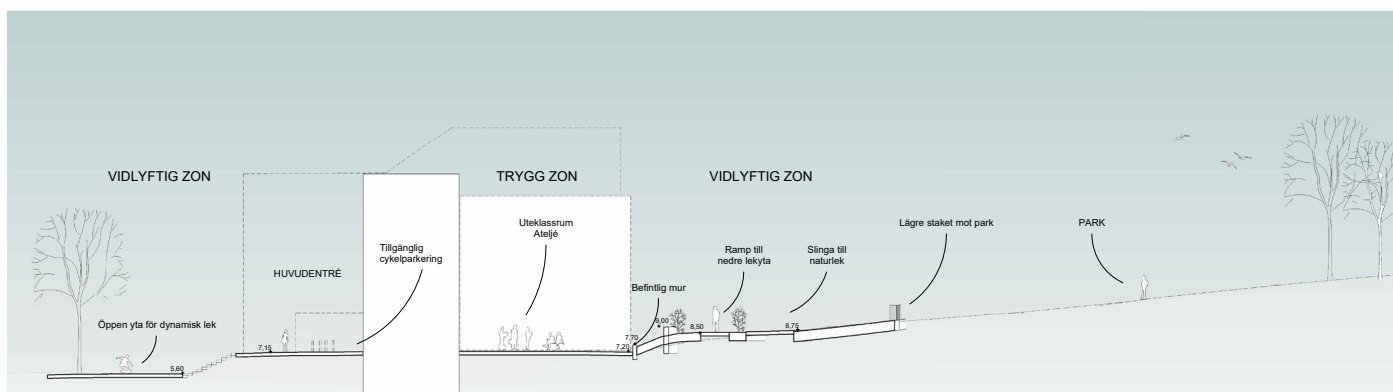 VIDLYFTIG ZON
TRYGG ZON
VIDLYFTIG ZON
Uteklassrum
Ateljé
Lägre staket mot park
PARK
Tillgänglig
cykelparkering
Ramp till
nedre lekyta
Slinga till
naturlek
HUVUDENTRÉ
Befintlig mur
Öppen yta för dynamisk lek
9,00
8,50
8,75
7,70
7,15
7,20
5,60